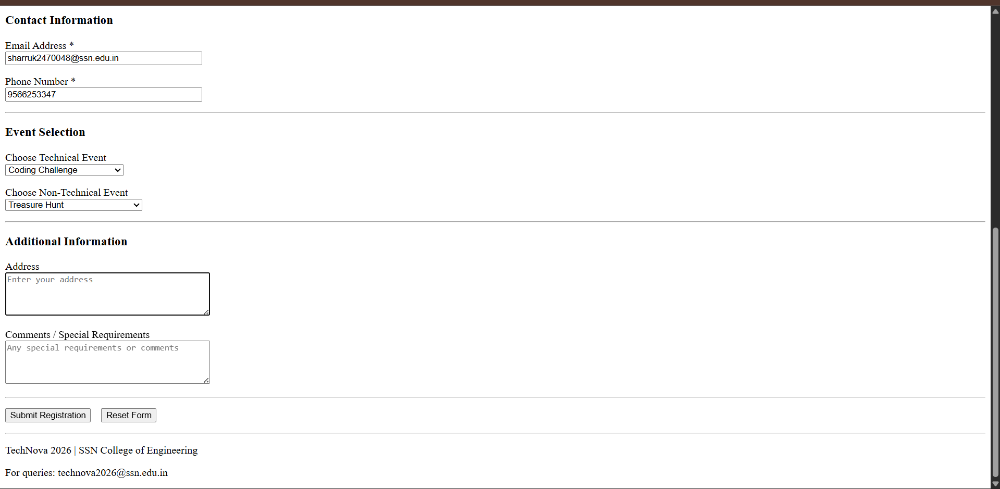 Contact Information
Email Address *
sharruk2470048@ssn.edu.in
Phone Number *
9566253347
Event Selection
Choose Technical Event
Coding Challenge
Choose Non-Technical Event
Treasure Hunt
Additional Information
Address
Enter your address
Comments / Special Requirements
Any special requirements or comments
Submit Registration Reset Form
TechNova 2026 | SSN College of Engineering
For queries: technova2026@ssn.edu.in